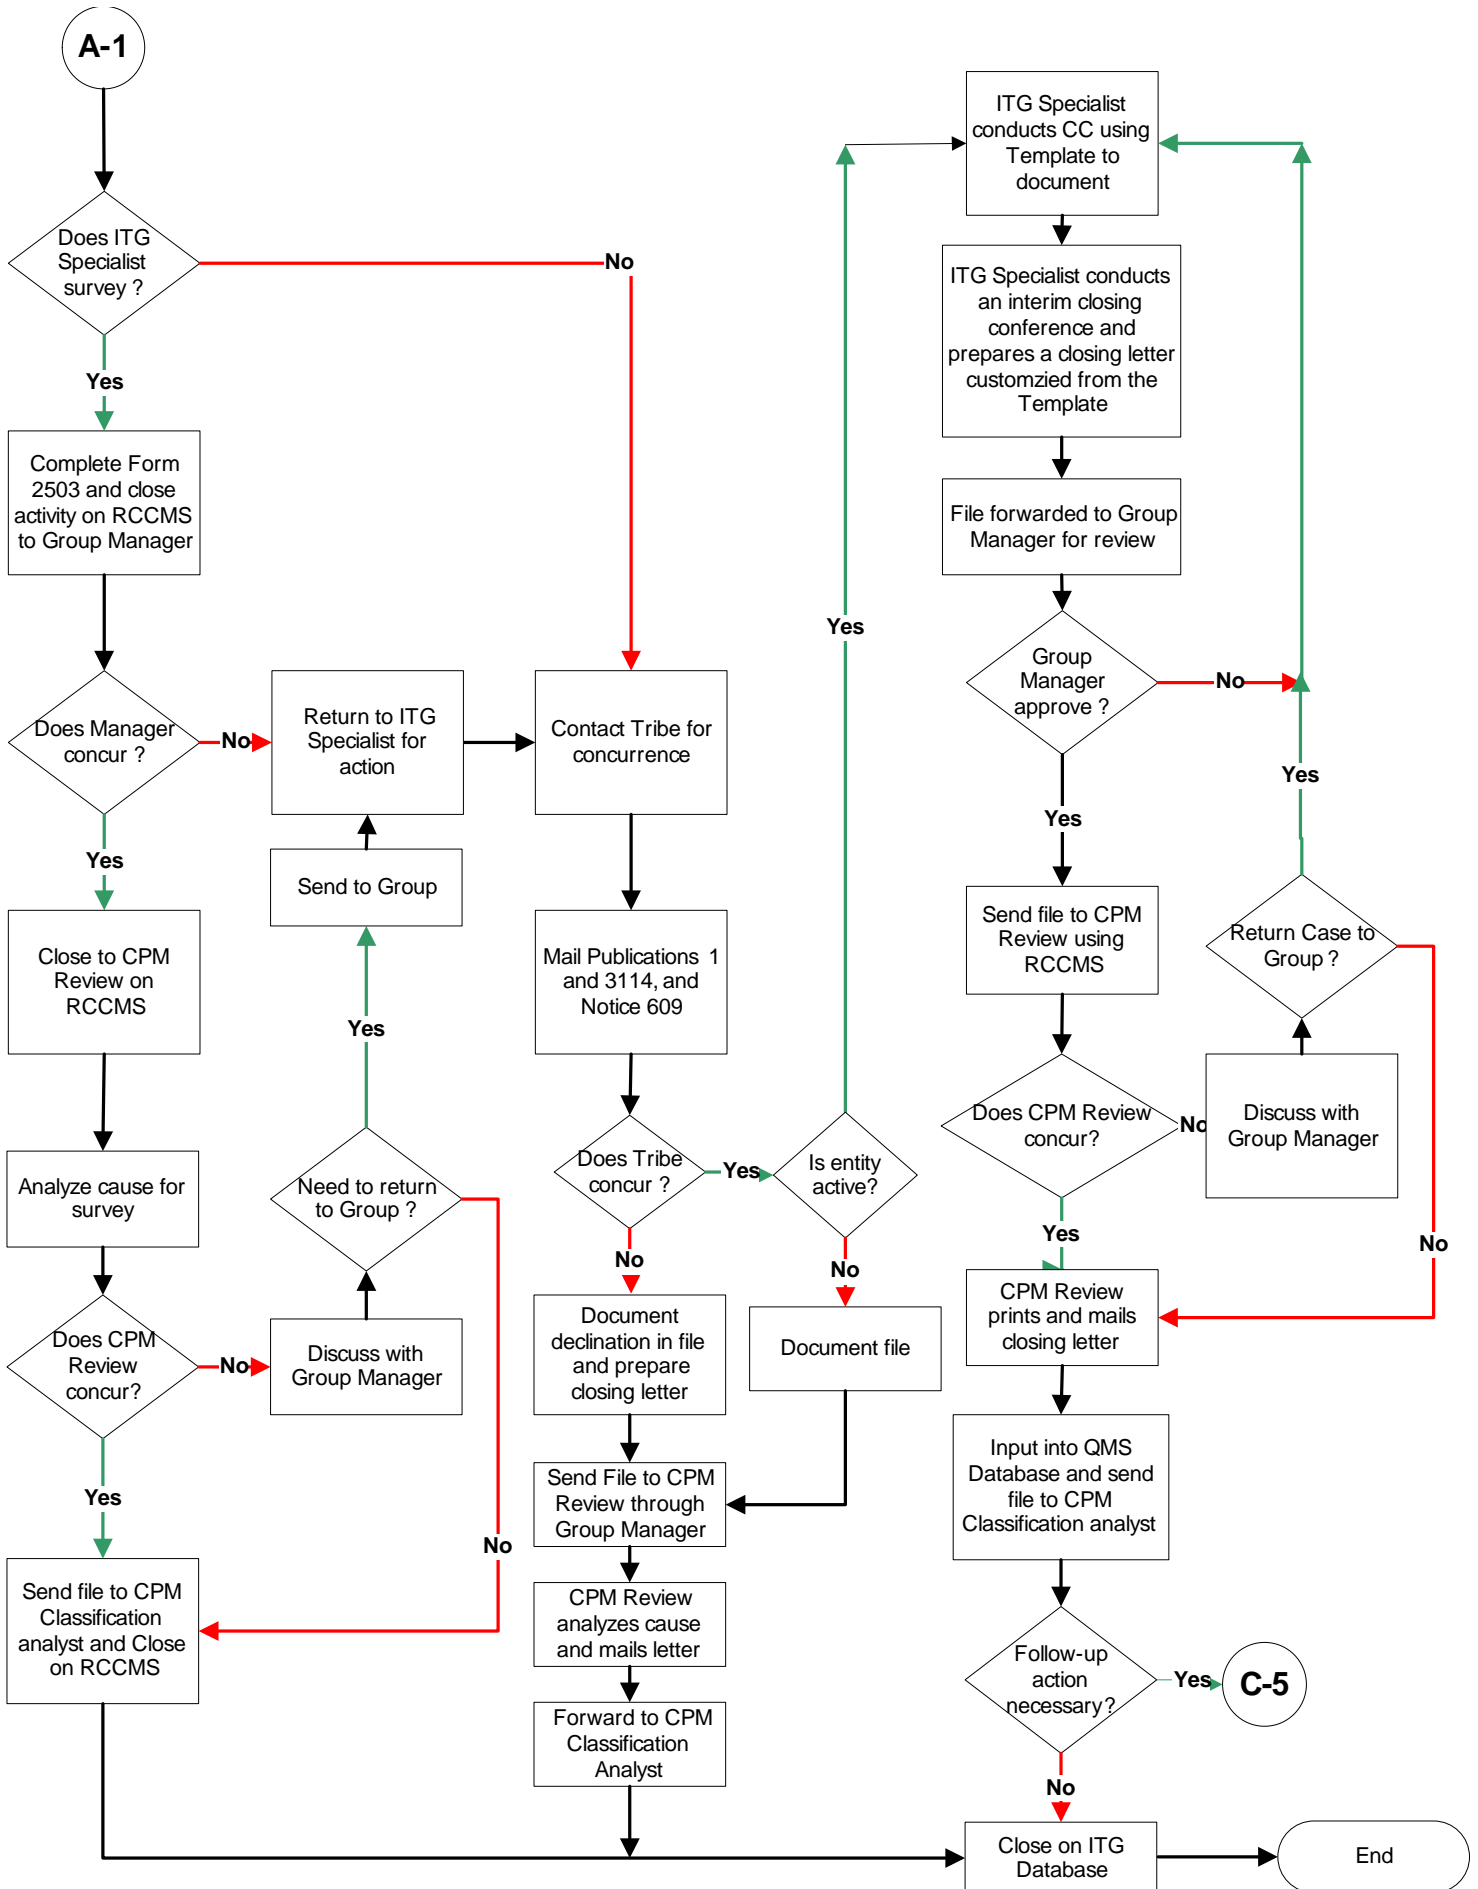 A-1
Does ITG
Specialist
survey ?
No
Yes
Complete Form
2503 and close
activity on RCCMS
to Group Manager
Does Manager
concur ?
No
Return to ITG
Specialist for
action
Contact Tribe for
concurrence
Yes
Send to Group
Close to CPM
Review on
RCCMS
Mail Publications 1
and 3114, and
Notice 609
Yes
Analyze cause for
survey
Need to return
to Group ?
Does Tribe
concur ?
Yes
Is entity
active?
Yes
No
No
Does CPM
Review
concur?
No
Discuss with
Group Manager
Document
declination in file
and prepare
closing letter
Document file
Yes
No
Send File to CPM
Review through
Group Manager
Send file to CPM
Classification
analyst and Close
on RCCMS
CPM Review
analyzes cause
and mails letter
Forward to CPM
Classification
Analyst
ITG Specialist
conducts CC using
Template to
document
ITG Specialist conducts
an interim closing
conference and
prepares a closing letter
customzied from the
Template
File forwarded to Group
Manager for review
Group
Manager
approve ?
No
Yes
Yes
Send file to CPM
Review using
RCCMS
Return Case to
Group ?
Does CPM Review
concur?
No
Discuss with
Group Manager
Yes
No
CPM Review
prints and mails
closing letter
Input into QMS
Database and send
file to CPM
Classification analyst
Follow-up
action
necessary?
Yes
C-5
No
Close on ITG
Database
End